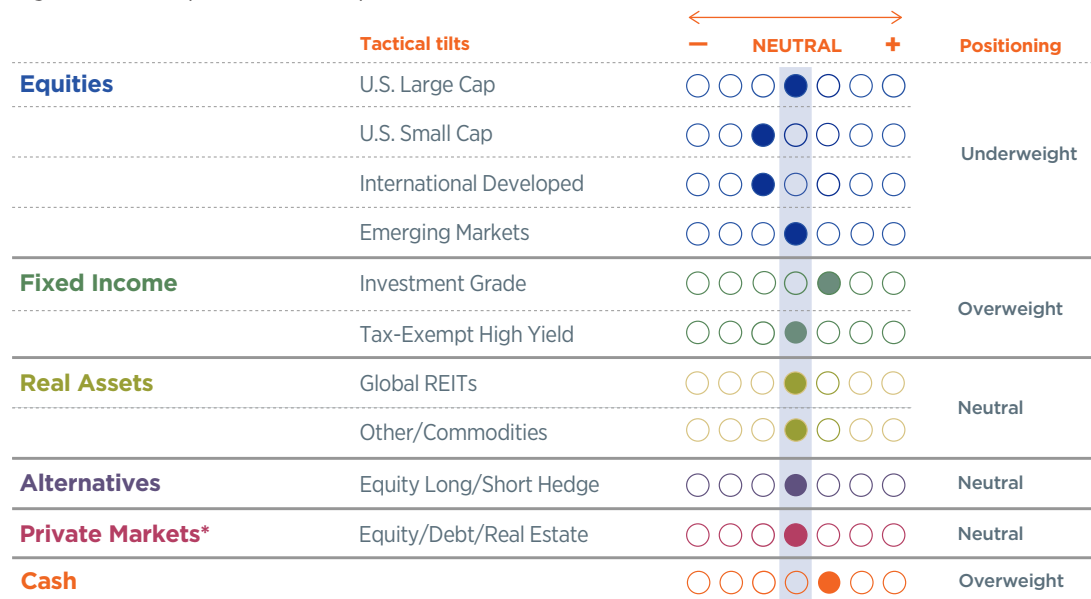 Tactical tilts – NEUTRAL + Positioning
Equities U.S. Large Cap
U.S. Small Cap
Underweight
International Developed
Emerging Markets
Fixed Income Investment Grade
Overweight
Tax-Exempt High Yield
Real Assets Global REITs
Neutral
Other/Commodities
Alternatives Equity Long/Short Hedge Neutral
Private Markets* Equity/Debt/Real Estate Neutral
Cash Overweight